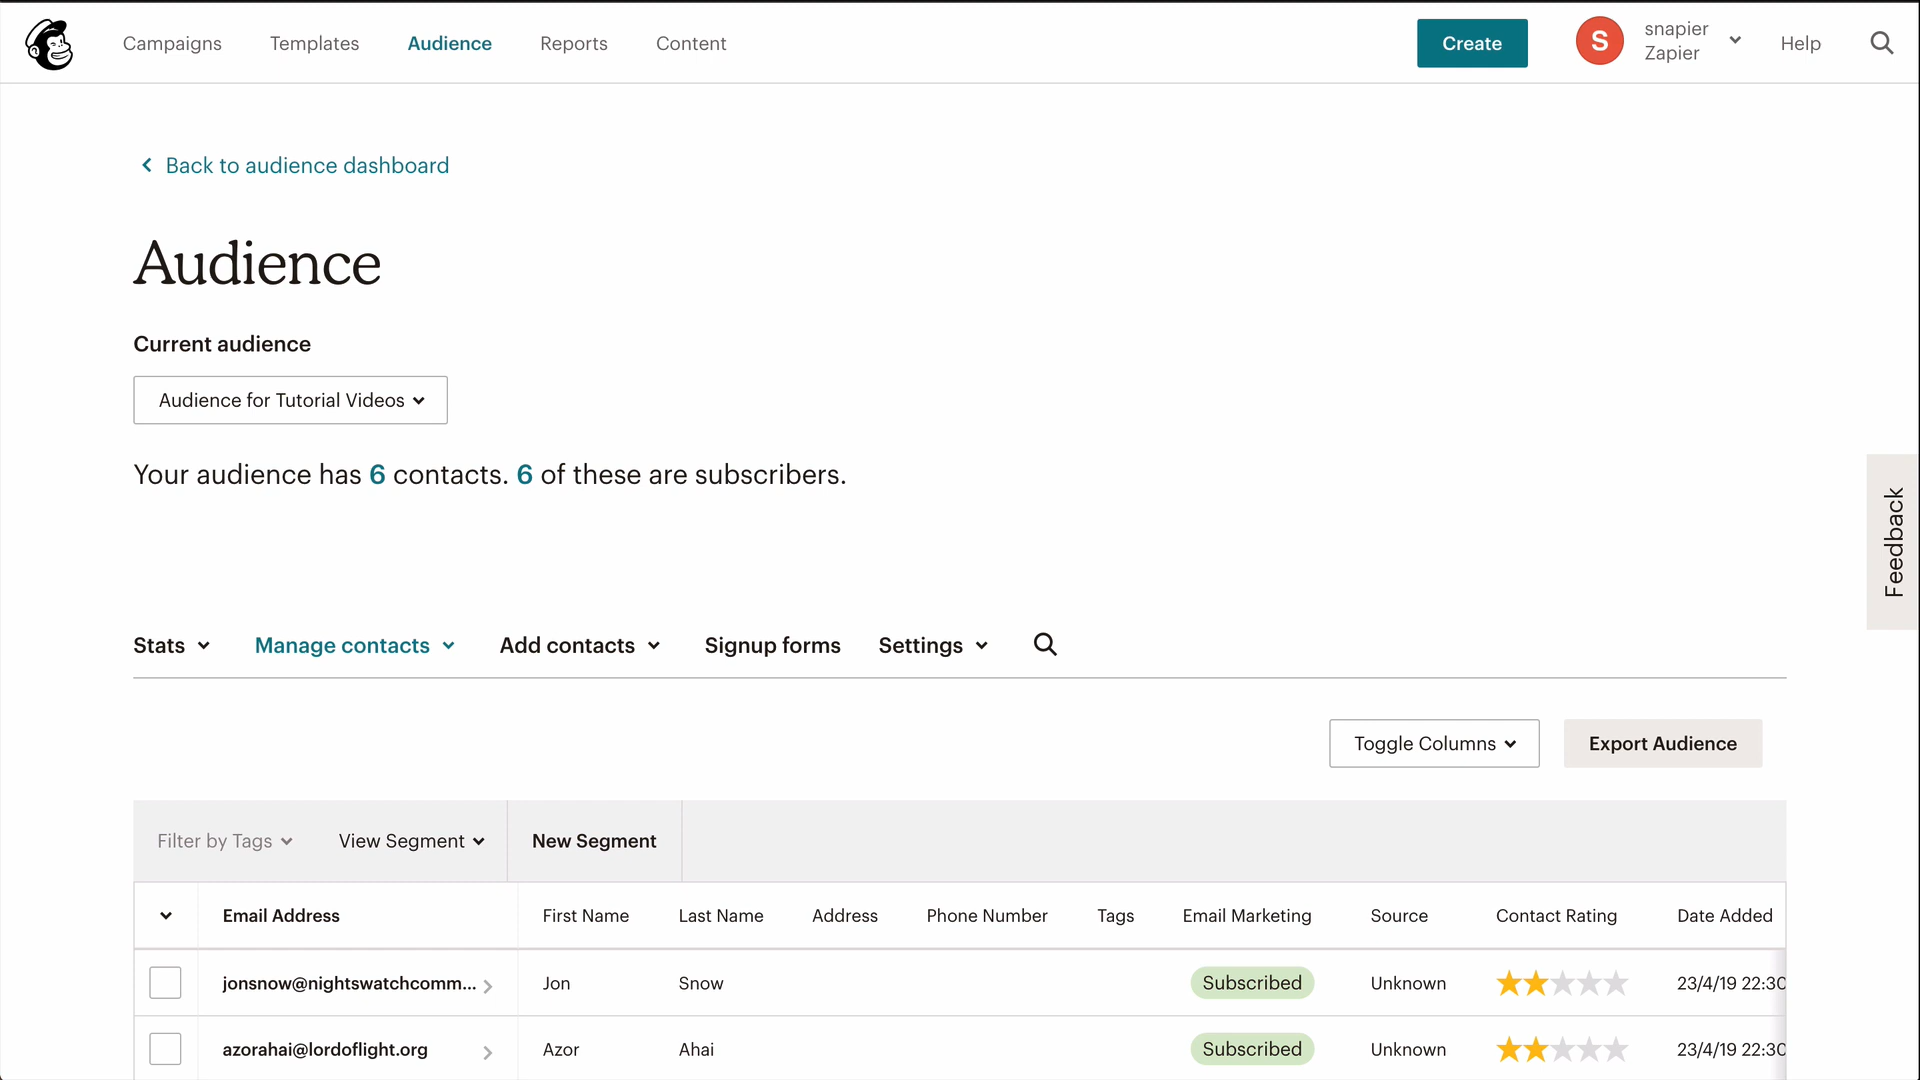 Campaigns Templates Audience Reports Content Create S snapier Zapier Help
Back to audience dashboard
Audience
Current audience
Audience for Tutorial Videos
Your audience has 6 contacts. 6 of these are subscribers.
Feedback
Stats Manage contacts Add contacts Signup forms Settings
Toggle Columns Export Audience
Filter by Tags View Segment New Segment
Email Address First Name Last Name Address Phone Number Tags Email Marketing Source Contact Rating Date Added
jonsnow@nightswatchcomm... Jon Snow Subscribed Unknown 23/4/19 22:30
azorahai@lordoflight.org Azor Ahai Subscribed Unknown 23/4/19 22:30